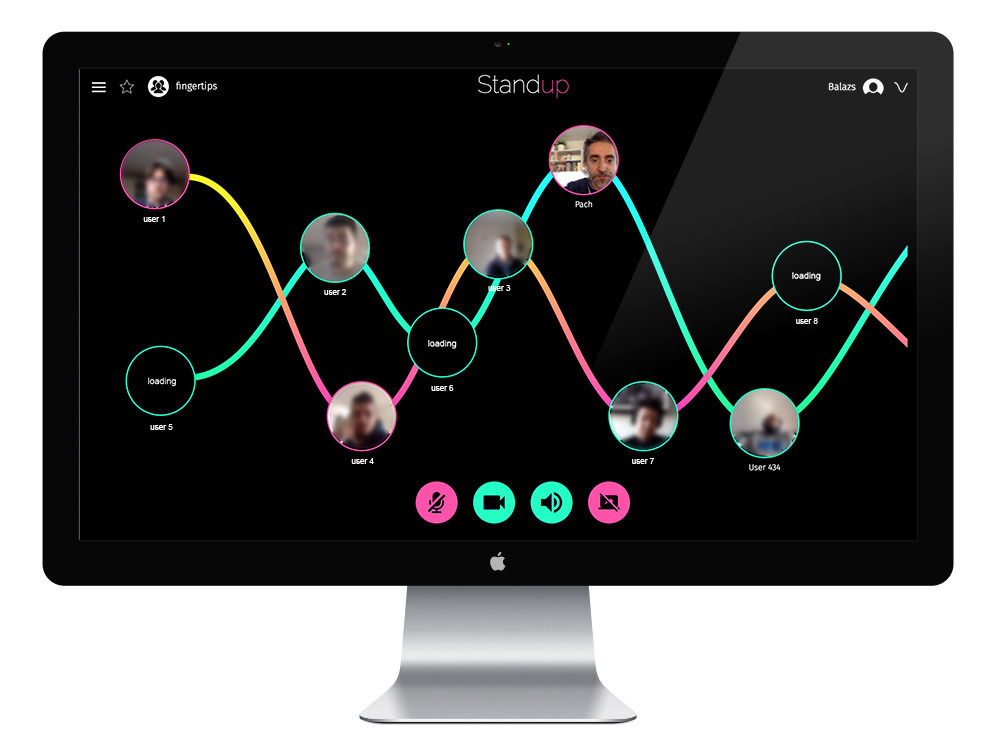 fingertips
Standup
Balazs
user 1
user 2
user 3
Pach
loading
user 8
loading
user 5
loading
user 6
user 4
user 7
User 434